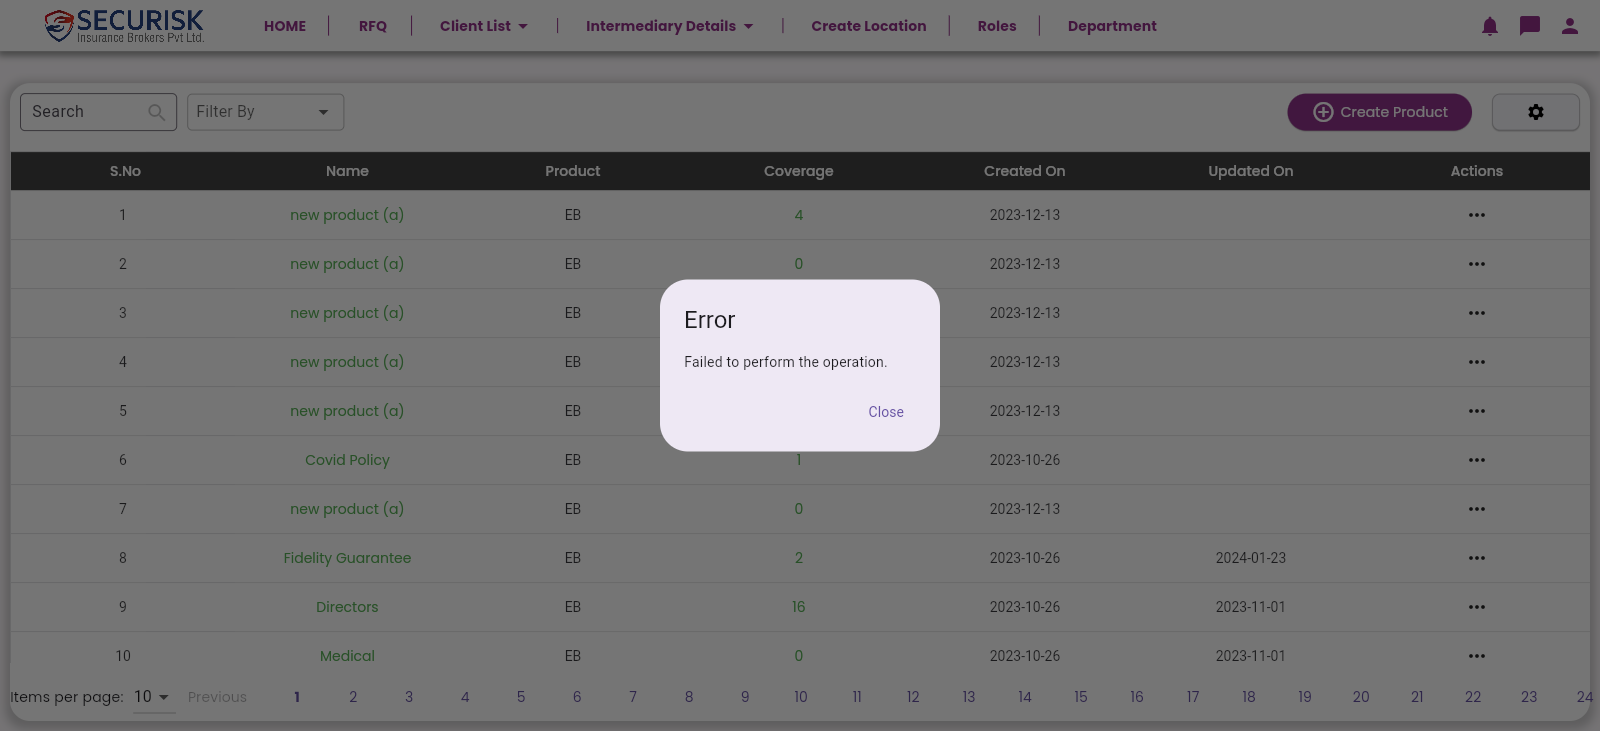 SECURISK
Insurance Brokers Pvt Ltd.
HOME RFQ Client List Intermediary Details Create Location Roles Department
Search Filter By Create Product
S.No Name Product Coverage Created On Updated On Actions
1 new product (a) EB 4 2023-12-13
2 new product (a) EB 0 2023-12-13
3 new product (a) EB 2023-12-13
4 new product (a) EB 2023-12-13
5 new product (a) EB 2023-12-13
6 Covid Policy EB 1 2023-10-26
7 new product (a) EB 0 2023-12-13
8 Fidelity Guarantee EB 2 2023-10-26 2024-01-23
9 Directors EB 16 2023-10-26 2023-11-01
10 Medical EB 0 2023-10-26 2023-11-01
Error
Failed to perform the operation.
Close
Items per page: 10 Previous 1 2 3 4 5 6 7 8 9 10 11 12 13 14 15 16 17 18 19 20 21 22 23 24